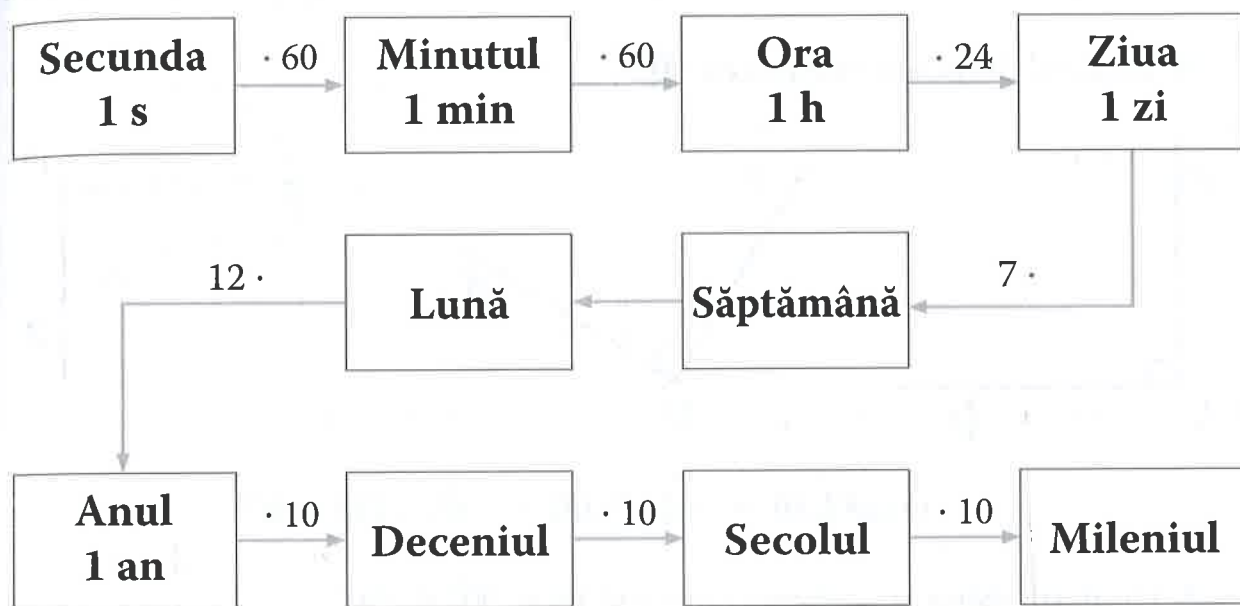 Secunda
1 s
· 60
Minutul
1 min
· 60
Ora
1 h
· 24
Ziua
1 zi
7 ·
Săptămână
Lună
12 ·
Anul
1 an
· 10
Deceniul
· 10
Secolul
· 10
Mileniul